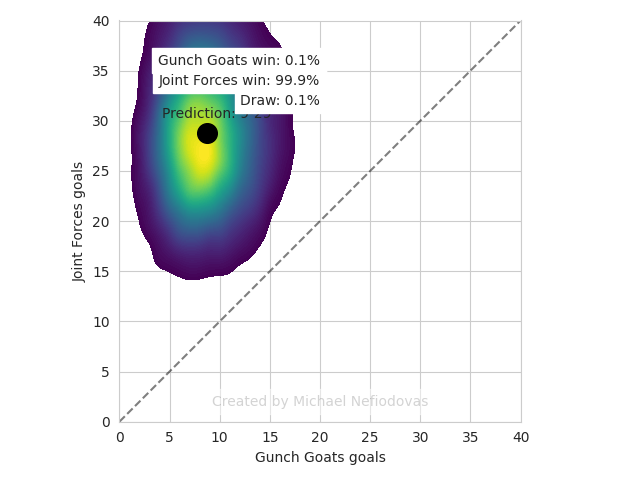 40
35
30
25
20
15
10
5
0
Joint Forces goals
Gunch Goats win: 0.1%
Joint Forces win: 99.9%
Draw: 0.1%
Prediction:
Created by Michael Nefiodovas
0 5 10 15 20 25 30 35 40
Gunch Goats goals